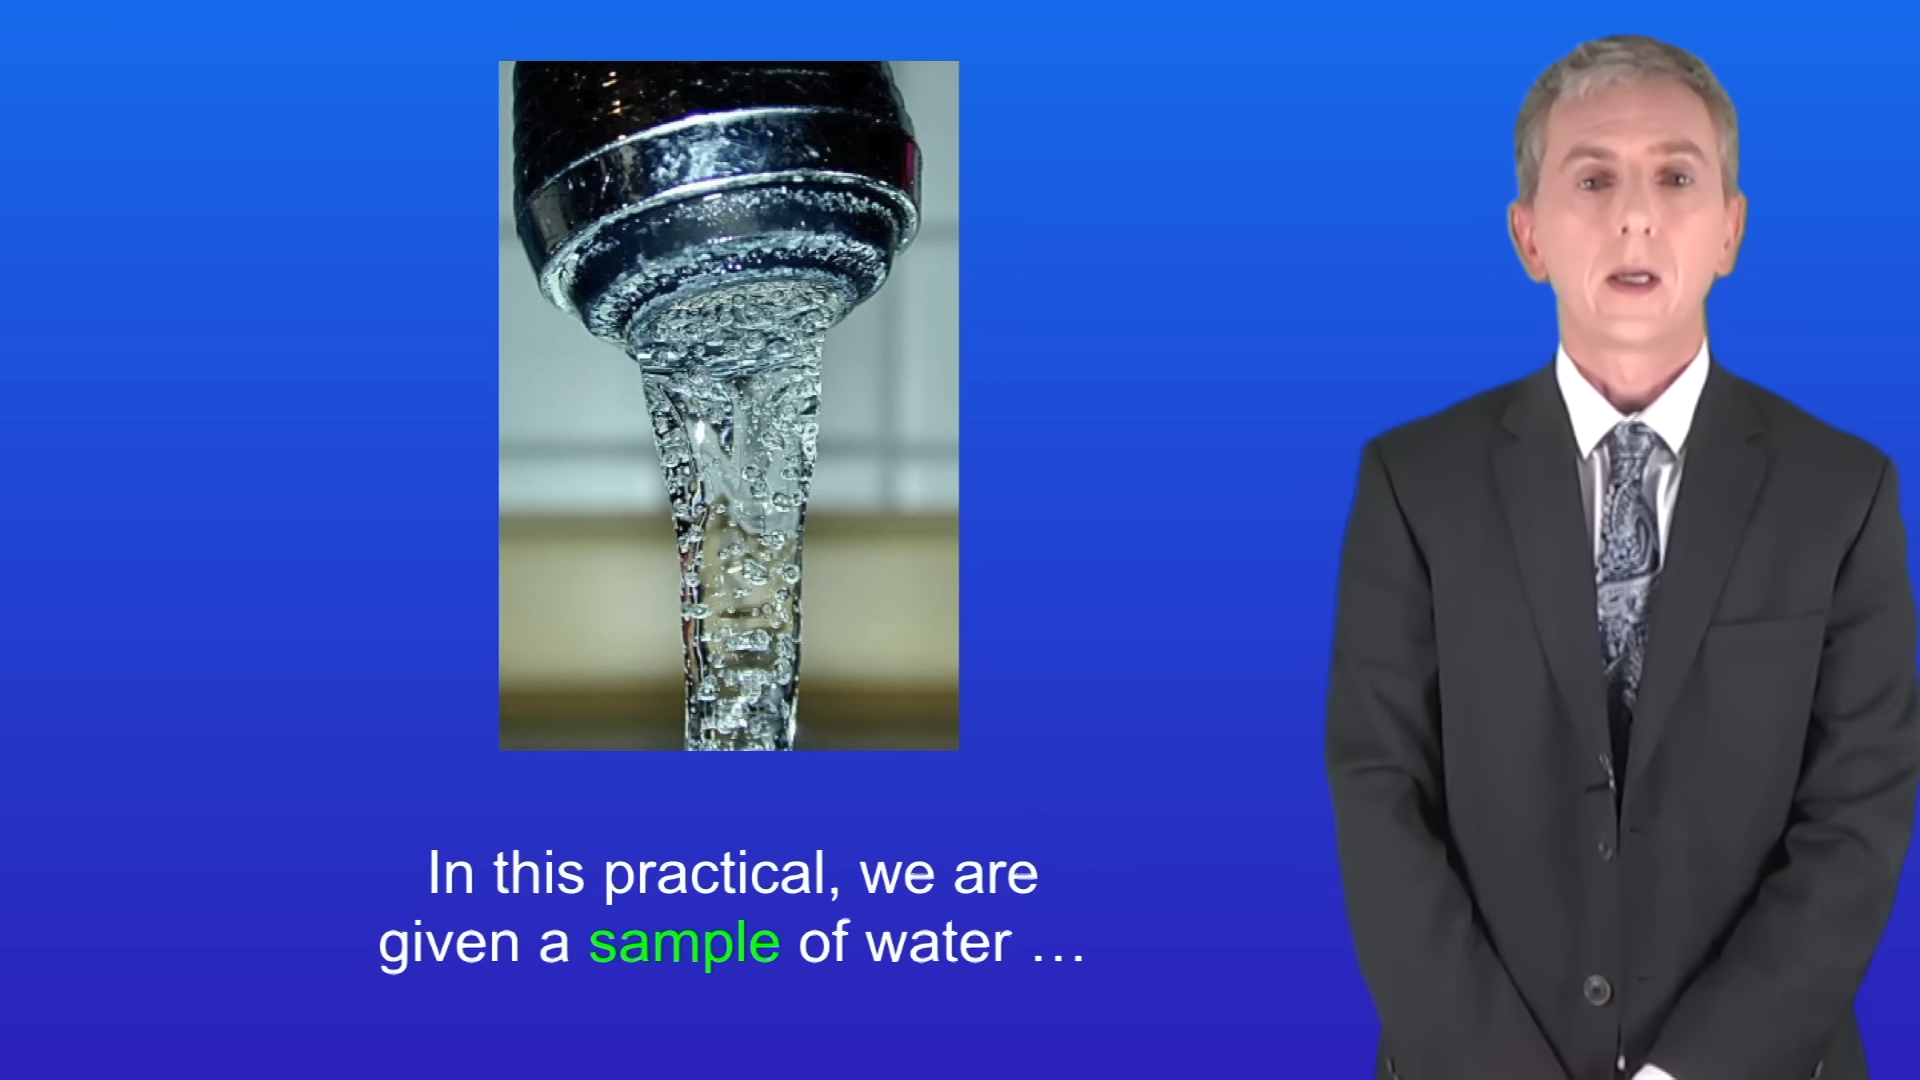 In this practical, we are
given a sample of water ...